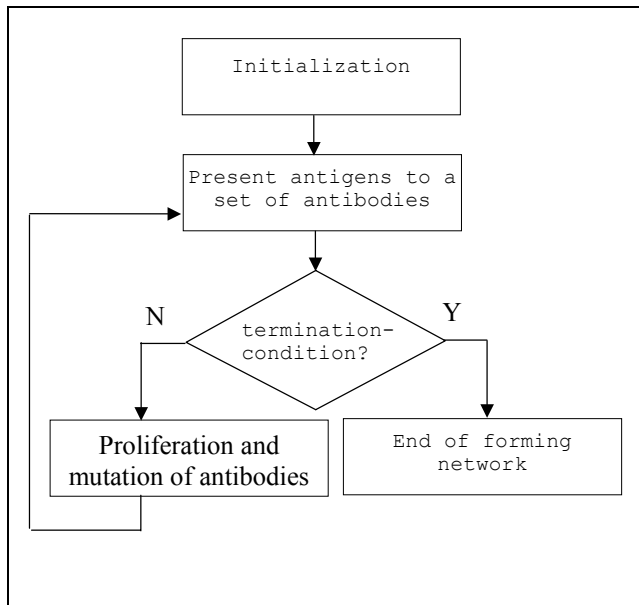 Initialization
Present antigens to a
set of antibodies
N
Y
termination-
condition?
Proliferation and
mutation of antibodies
End of forming
network